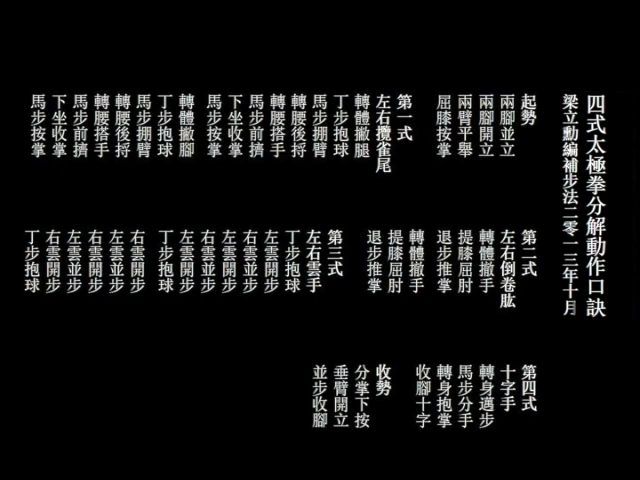 四式太極拳分解動作口訣
梁立勳編補步法二零一三年十月
起勢
兩腳並立
兩腳開立
兩臂平舉
屈膝按掌
第一式
左右攬雀尾
轉體撇腿
丁步抱球
馬步掤臂
轉腰後捋
轉腰搭手
馬步前擠
下坐收掌
馬步按掌
轉體撇腳
丁步抱球
馬步掤臂
轉腰後捋
轉腰搭手
馬步前擠
下坐收掌
馬步按掌
第二式
左右倒卷肱
轉體撤手
提膝屈肘
退步推掌
轉體撤手
提膝屈肘
退步推掌
第三式
左右雲手
丁步抱球
左雲開步
右雲並步
左雲開步
右雲並步
左雲開步
丁步抱球
右雲開步
左雲並步
右雲開步
左雲並步
右雲開步
丁步抱球
第四式
十字手
轉身邁步
馬步分手
轉身抱掌
收腳十字
收勢
分掌下按
垂臂開立
並步收腳